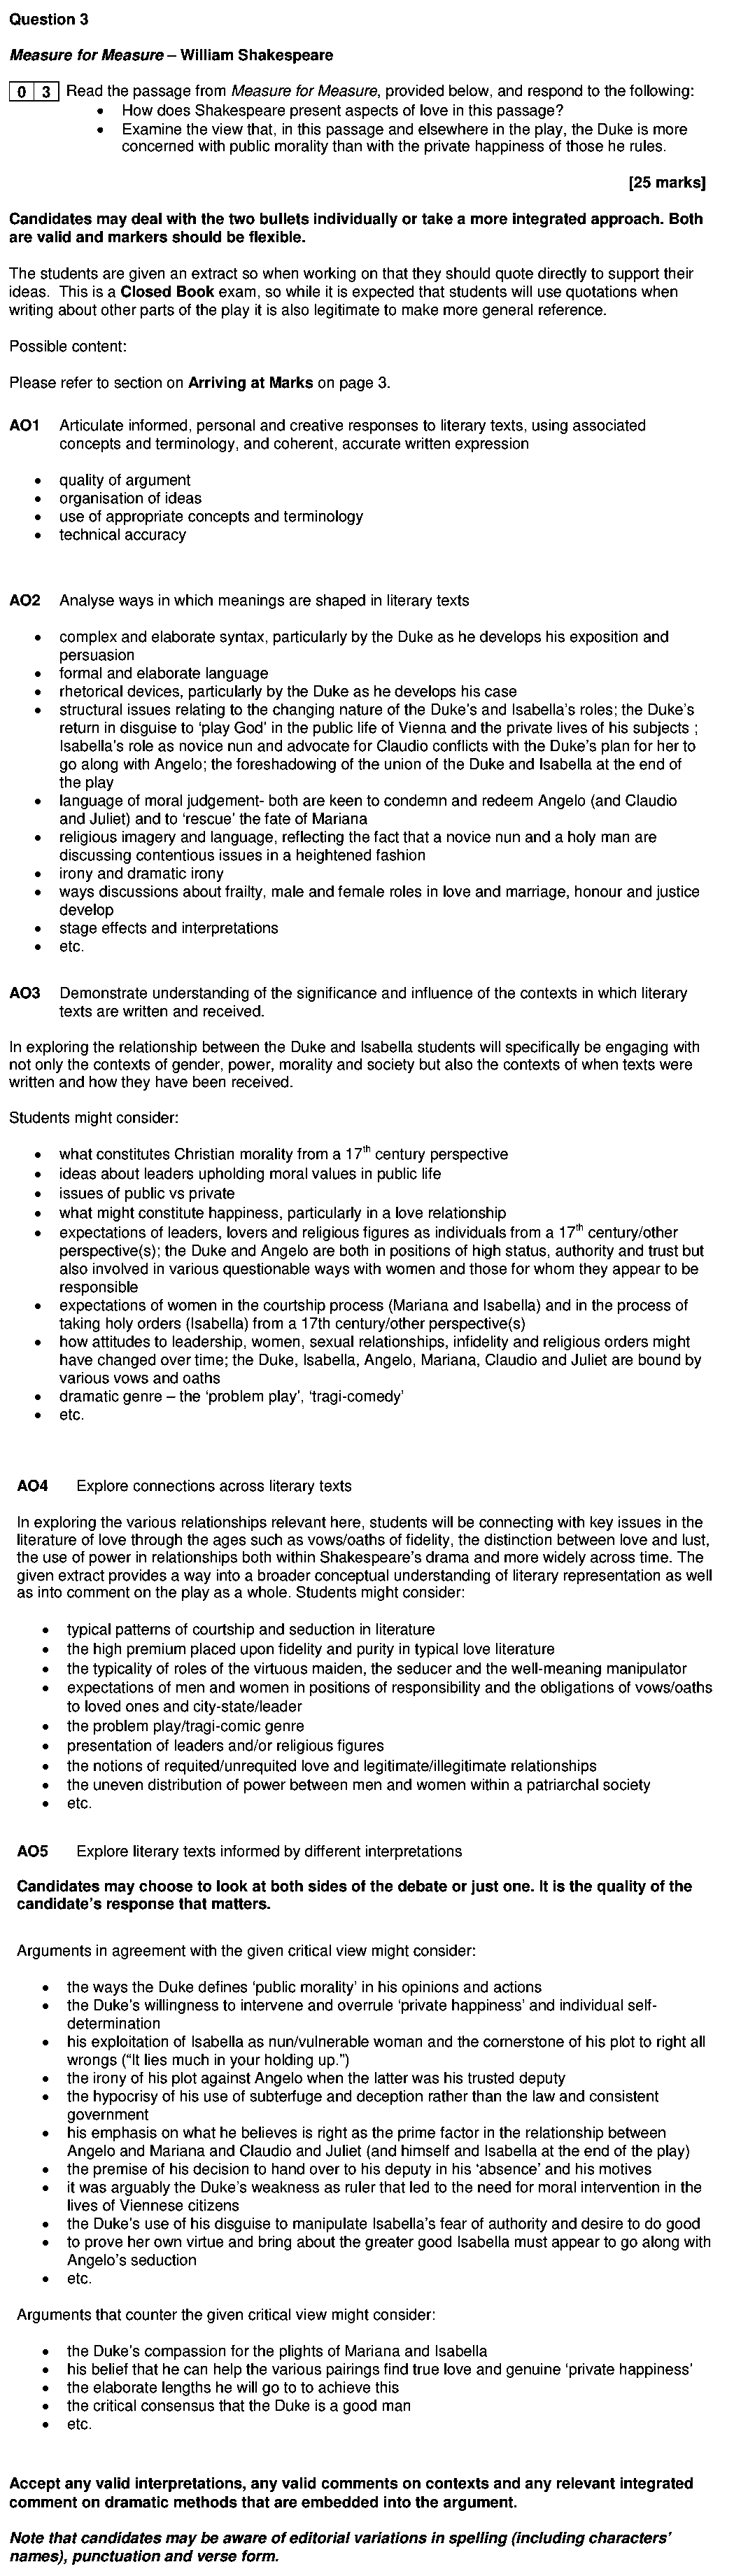 Question 3
Measure for Measure – William Shakespeare
0 3 Read the passage from Measure for Measure, provided below, and respond to the following:
• How does Shakespeare present aspects of love in this passage?
• Examine the view that, in this passage and elsewhere in the play, the Duke is more
concerned with public morality than with the private happiness of those he rules.
[25 marks]
Candidates may deal with the two bullets individually or take a more integrated approach. Both
are valid and markers should be flexible.
The students are given an extract so when working on that they should quote directly to support their
ideas. This is a Closed Book exam, so while it is expected that students will use quotations when
writing about other parts of the play it is also legitimate to make more general reference.
Possible content:
Please refer to section on Arriving at Marks on page 3.
AO1 Articulate informed, personal and creative responses to literary texts, using associated
concepts and terminology, and coherent, accurate written expression
• quality of argument
• organisation of ideas
• use of appropriate concepts and terminology
• technical accuracy
AO2 Analyse ways in which meanings are shaped in literary texts
• complex and elaborate syntax, particularly by the Duke as he develops his exposition and
persuasion
• formal and elaborate language
• rhetorical devices, particularly by the Duke as he develops his case
• structural issues relating to the changing nature of the Duke's and Isabella's roles; the Duke's
return in disguise to 'play God' in the public life of Vienna and the private lives of his subjects ;
Isabella's role as novice nun and advocate for Claudio conflicts with the Duke's plan for her to
go along with Angelo; the foreshadowing of the union of the Duke and Isabella at the end of
the play
• language of moral judgement- both are keen to condemn and redeem Angelo (and Claudio
and Juliet) and to 'rescue' the fate of Mariana
• religious imagery and language, reflecting the fact that a novice nun and a holy man are
discussing contentious issues in a heightened fashion
• irony and dramatic irony
• ways discussions about frailty, male and female roles in love and marriage, honour and justice
develop
• stage effects and interpretations
• etc.
AO3 Demonstrate understanding of the significance and influence of the contexts in which literary
texts are written and received.
In exploring the relationship between the Duke and Isabella students will specifically be engaging with
not only the contexts of gender, power, morality and society but also the contexts of when texts were
written and how they have been received.
Students might consider:
• what constitutes Christian morality from a 17th century perspective
• ideas about leaders upholding moral values in public life
• issues of public vs private
• what might constitute happiness, particularly in a love relationship
• expectations of leaders, lovers and religious figures as individuals from a 17th century/other
perspective(s); the Duke and Angelo are both in positions of high status, authority and trust but
also involved in various questionable ways with women and those for whom they appear to be
responsible
• expectations of women in the courtship process (Mariana and Isabella) and in the process of
taking holy orders (Isabella) from a 17th century/other perspective(s)
• how attitudes to leadership, women, sexual relationships, infidelity and religious orders might
have changed over time; the Duke, Isabella, Angelo, Mariana, Claudio and Juliet are bound by
various vows and oaths
• dramatic genre – the 'problem play', 'tragi-comedy'
• etc.
AO4 Explore connections across literary texts
In exploring the various relationships relevant here, students will be connecting with key issues in the
literature of love through the ages such as vows/oaths of fidelity, the distinction between love and lust,
the use of power in relationships both within Shakespeare's drama and more widely across time. The
given extract provides a way into a broader conceptual understanding of literary representation as well
as into comment on the play as a whole. Students might consider:
• typical patterns of courtship and seduction in literature
• the high premium placed upon fidelity and purity in typical love literature
• the typicality of roles of the virtuous maiden, the seducer and the well-meaning manipulator
• expectations of men and women in positions of responsibility and the obligations of vows/oaths
to loved ones and city-state/leader
• the problem play/tragi-comic genre
• presentation of leaders and/or religious figures
• the notions of requited/unrequited love and legitimate/illegitimate relationships
• the uneven distribution of power between men and women within a patriarchal society
• etc.
AO5 Explore literary texts informed by different interpretations
Candidates may choose to look at both sides of the debate or just one. It is the quality of the
candidate's response that matters.
Arguments in agreement with the given critical view might consider:
• the ways the Duke defines 'public morality' in his opinions and actions
• the Duke's willingness to intervene and overrule 'private happiness' and individual self-
determination
• his exploitation of Isabella as nun/vulnerable woman and the cornerstone of his plot to right all
wrongs ("It lies much in your holding up.")
• the irony of his plot against Angelo when the latter was his trusted deputy
• the hypocrisy of his use of subterfuge and deception rather than the law and consistent
government
• his emphasis on what he believes is right as the prime factor in the relationship between
Angelo and Mariana and Claudio and Juliet (and himself and Isabella at the end of the play)
• the premise of his decision to hand over to his deputy in his 'absence' and his motives
• it was arguably the Duke's weakness as ruler that led to the need for moral intervention in the
lives of Viennese citizens
• the Duke's use of his disguise to manipulate Isabella's fear of authority and desire to do good
• to prove her own virtue and bring about the greater good Isabella must appear to go along with
Angelo's seduction
• etc.
Arguments that counter the given critical view might consider:
• the Duke's compassion for the plights of Mariana and Isabella
• his belief that he can help the various pairings find true love and genuine 'private happiness'
• the elaborate lengths he will go to to achieve this
• the critical consensus that the Duke is a good man
• etc.
Accept any valid interpretations, any valid comments on contexts and any relevant integrated
comment on dramatic methods that are embedded into the argument.
Note that candidates may be aware of editorial variations in spelling (including characters'
names), punctuation and verse form.